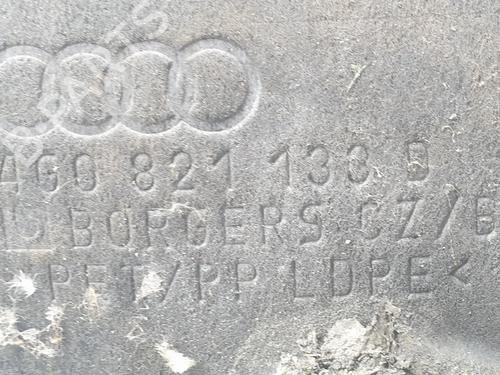 4G0 821 133 B
BORGERS CZ/B
PET/PP LDPE<